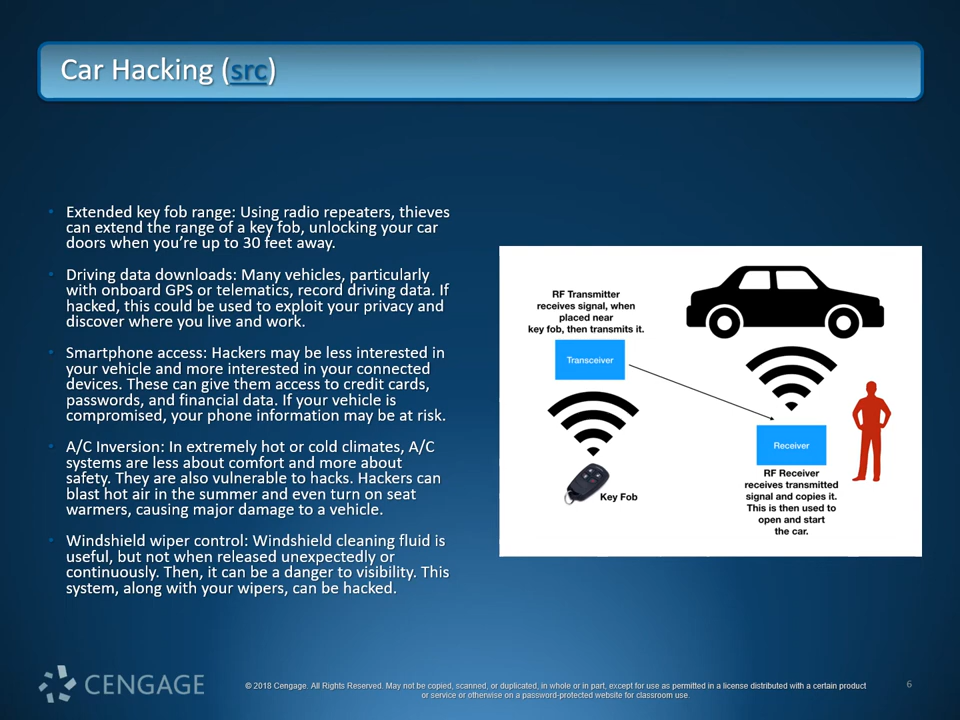 Car Hacking (src)
• Extended key fob range: Using radio repeaters, thieves
can extend the range of a key fob, unlocking your car
doors when you’re up to 30 feet away.
• Driving data downloads: Many vehicles, particularly
with onboard GPS or telematics, record driving data. If
hacked, this could be used to exploit your privacy and
discover where you live and work.
• Smartphone access: Hackers may be less interested in
your vehicle and more interested in your connected
devices. These can give them access to credit cards,
passwords, and financial data. If your vehicle is
compromised, your phone information may be at risk.
• A/C Inversion: In extremely hot or cold climates, A/C
systems are less about comfort and more about
safety. They are also vulnerable to hacks. Hackers can
blast hot air in the summer and even turn on seat
warmers, causing major damage to a vehicle.
• Windshield wiper control: Windshield cleaning fluid is
useful, but not when released unexpectedly or
continuously. Then, it can be a danger to visibility. This
system, along with your wipers, can be hacked.
RF Transmitter
receives signal, when
placed near
key fob, then transmits it.
Transceiver
Key Fob
Receiver
RF Receiver
receives transmitted
signal and copies it.
This is then used to
open and start
the car.
CENGAGE
© 2018 Cengage. All Rights Reserved. May not be copied, scanned, or duplicated, in whole or in part, except for use as permitted in a license distributed with a certain product
or service or otherwise on a password-protected website for classroom use.
6